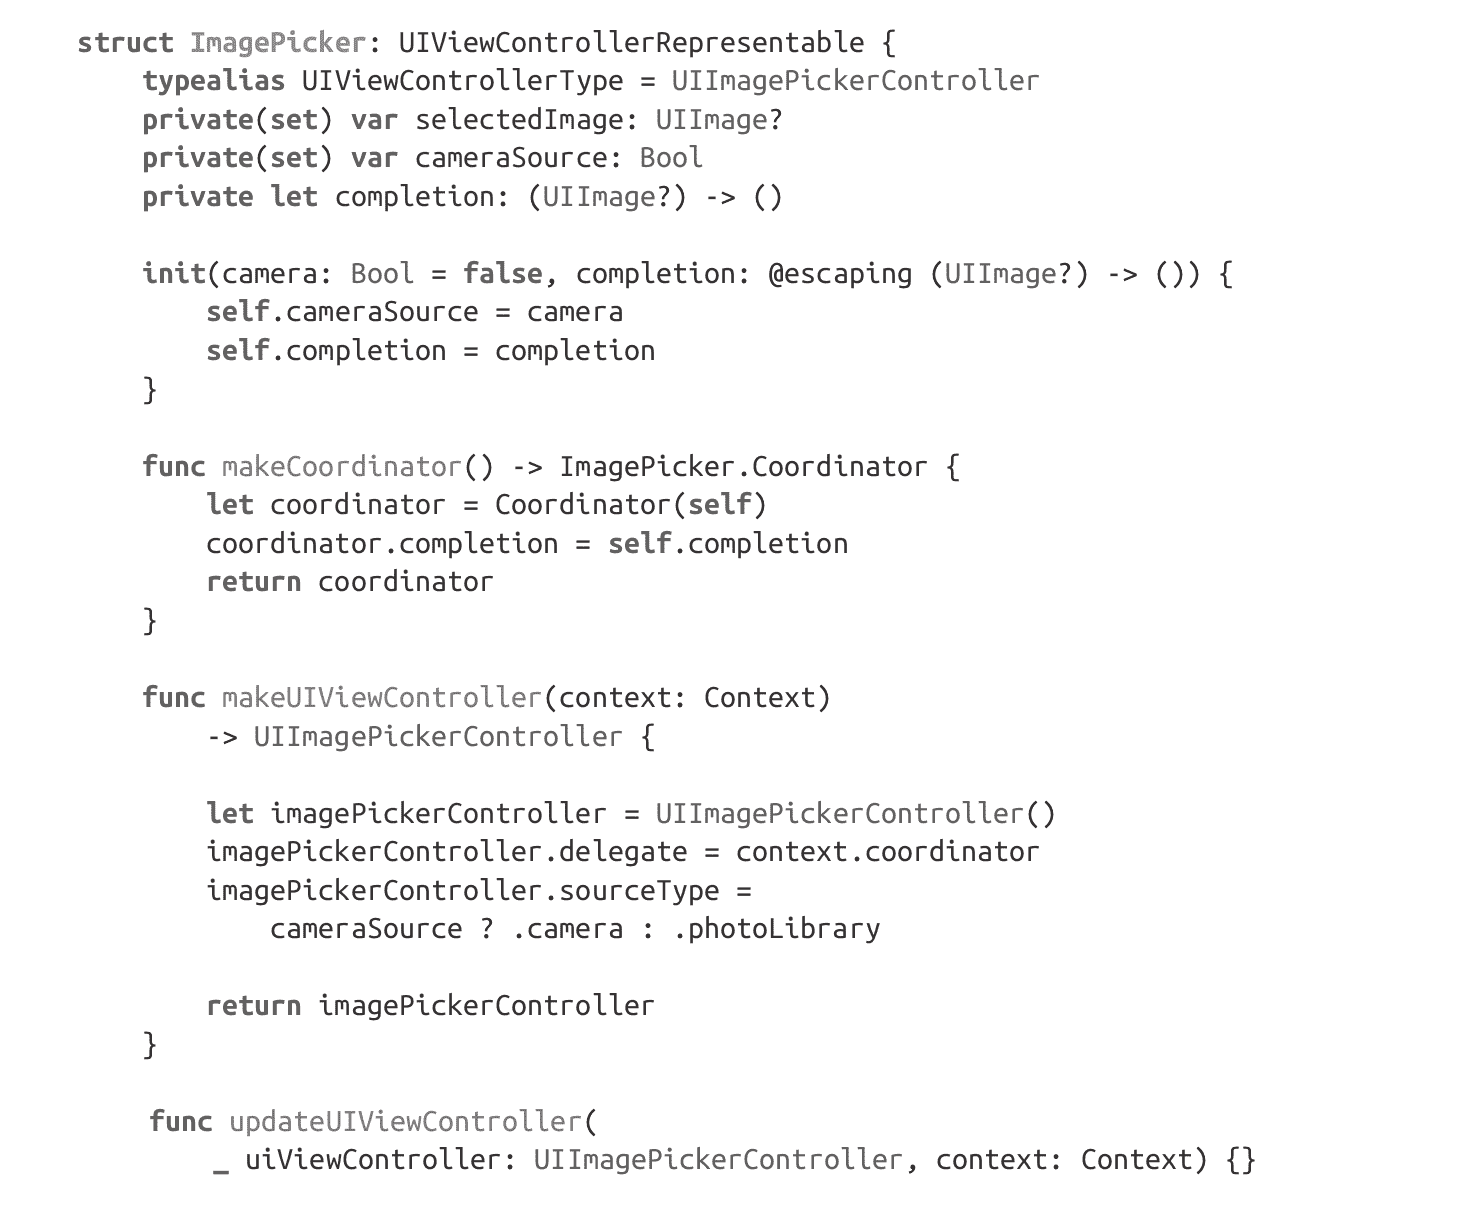 struct ImagePicker: UIViewControllerRepresentable {
    typealias UIViewControllerType = UIImagePickerController
    private(set) var selectedImage: UIImage?
    private(set) var cameraSource: Bool
    private let completion: (UIImage?) -> ()

    init(camera: Bool = false, completion: @escaping (UIImage?) -> ()) {
        self.cameraSource = camera
        self.completion = completion
    }

    func makeCoordinator() -> ImagePicker.Coordinator {
        let coordinator = Coordinator(self)
        coordinator.completion = self.completion
        return coordinator
    }

    func makeUIViewController(context: Context)
        -> UIImagePickerController {

        let imagePickerController = UIImagePickerController()
        imagePickerController.delegate = context.coordinator
        imagePickerController.sourceType =
            cameraSource ? .camera : .photoLibrary

        return imagePickerController
    }

    func updateUIViewController(
        _ uiViewController: UIImagePickerController, context: Context) {}